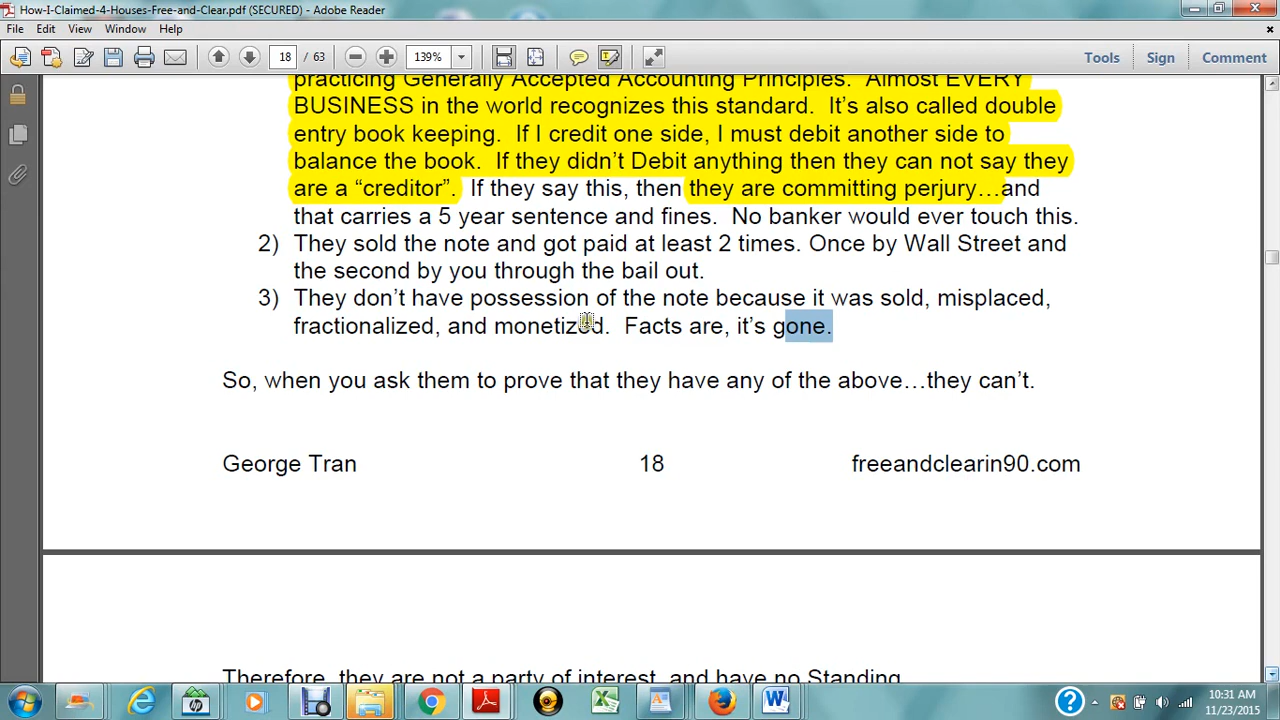 How-I-Claimed-4-Houses-Free-and-Clear.pdf (SECURED) - Adobe Reader
File Edit View Window Help
18 / 63 139% Tools Sign Comment
practicing Generally Accepted Accounting Principles. Almost EVERY
BUSINESS in the world recognizes this standard. It's also called double
entry book keeping. If I credit one side, I must debit another side to
balance the book. If they didn't Debit anything then they can not say they
are a “creditor”. If they say this, then they are committing perjury…and
that carries a 5 year sentence and fines. No banker would ever touch this.
2) They sold the note and got paid at least 2 times. Once by Wall Street and
the second by you through the bail out.
3) They don't have possession of the note because it was sold, misplaced,
fractionalized, and monetized. Facts are, it's gone.
So, when you ask them to prove that they have any of the above…they can't.
George Tran 18 freeandclearin90.com
Therefore, they are not a party of interest, and have no Standing
10:31 AM
11/23/2015